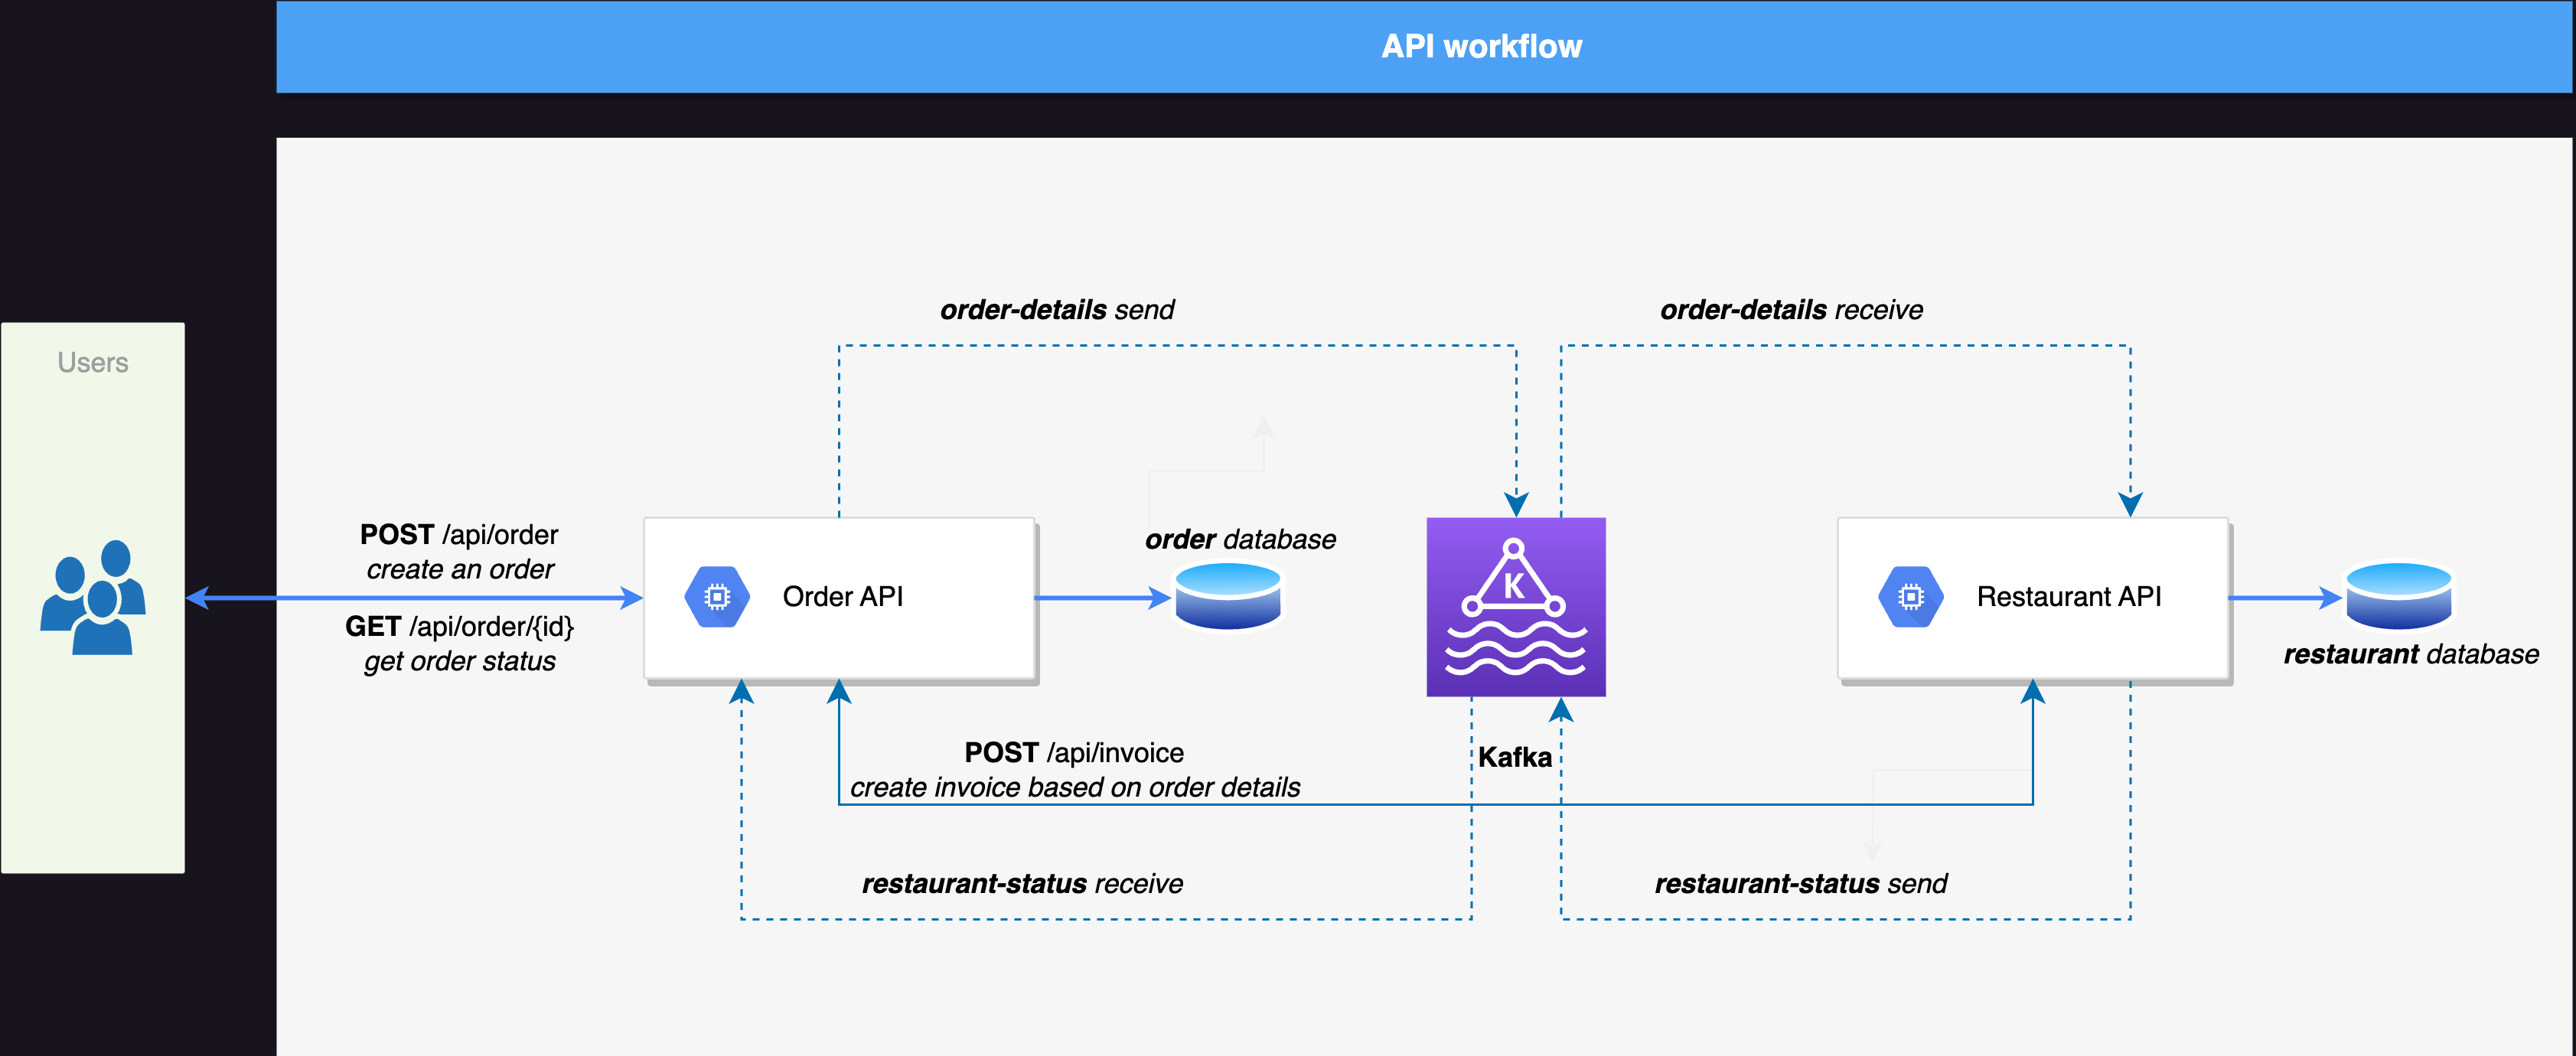 API workflow
Users
order-details send
order-details receive
POST /api/order
create an order
GET /api/order/{id}
get order status
Order API
order database
K
Restaurant API
restaurant database
POST /api/invoice
create invoice based on order details
Kafka
restaurant-status receive
restaurant-status send